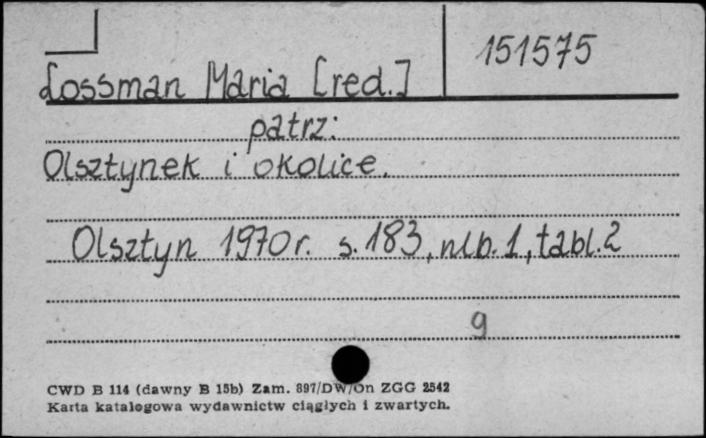 Lossman Maria [red.]
151575
patrz:
Olsztynek i okolice.
Olsztyn 1970r. s. 183, nlb. 1, tabl. 2
9
CWD B 114 (dawny B 15b) Zam. 897/DW/On ZGG 2542
Karta katalogowa wydawnictw ciągłych i zwartych.